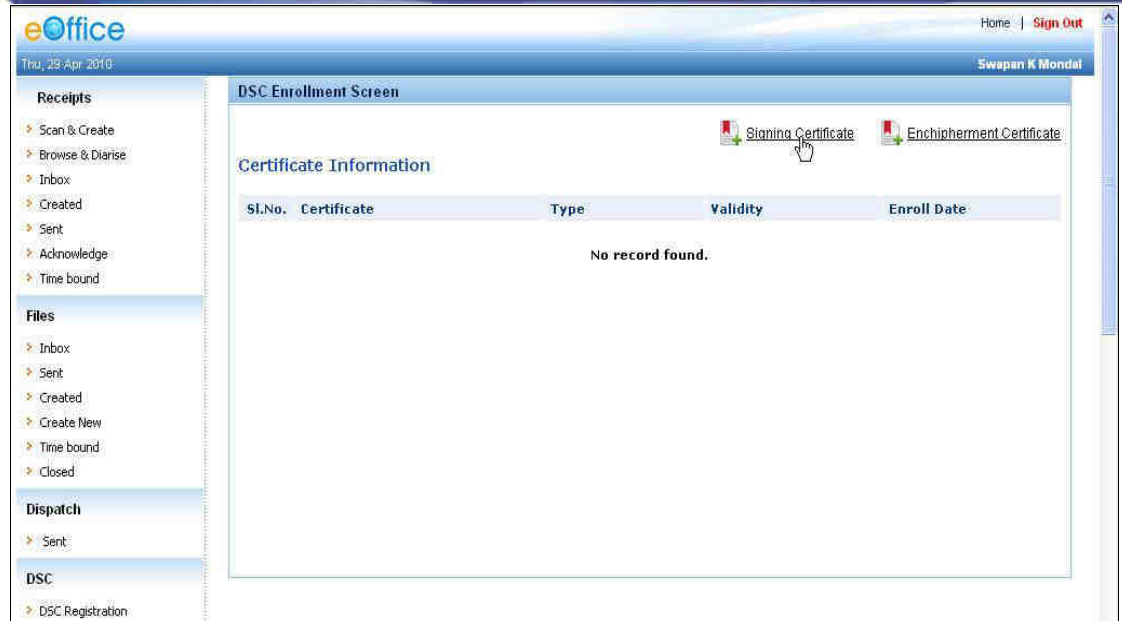 eOffice
Home | Sign Out
Thu, 29 Apr 2010
Swapan K Mondal
Receipts
Scan & Create
Browse & Diarise
Inbox
Created
Sent
Acknowledge
Time bound
Files
Inbox
Sent
Created
Create New
Time bound
Closed
Dispatch
Sent
DSC
DSC Registration
DSC Enrollment Screen
Signing Certificate Enchipherment Certificate
Certificate Information
Sl.No. Certificate Type Validity Enroll Date
No record found.